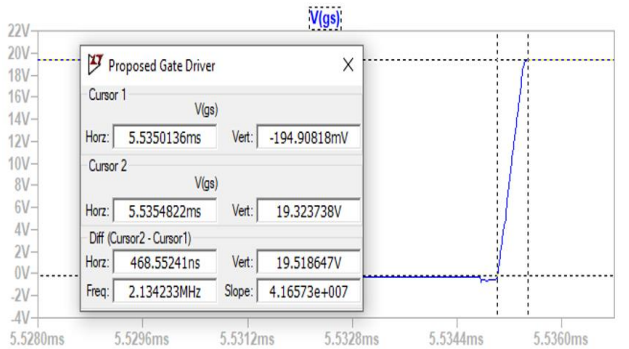 V(gs)
22V
20V
18V
16V
14V
12V
10V
8V
6V
4V
2V
0V
-2V
-4V
Proposed Gate Driver X
Cursor 1
V(gs)
Horz: 5.5350136ms Vert: -194.90818mV
Cursor 2
V(gs)
Horz: 5.5354822ms Vert: 19.323738V
Diff (Cursor2 - Cursor1)
Horz: 468.55241ns Vert: 19.518647V
Freq: 2.134233MHz Slope: 4.16573e+007
5.5280ms 5.5296ms 5.5312ms 5.5328ms 5.5344ms 5.5360ms